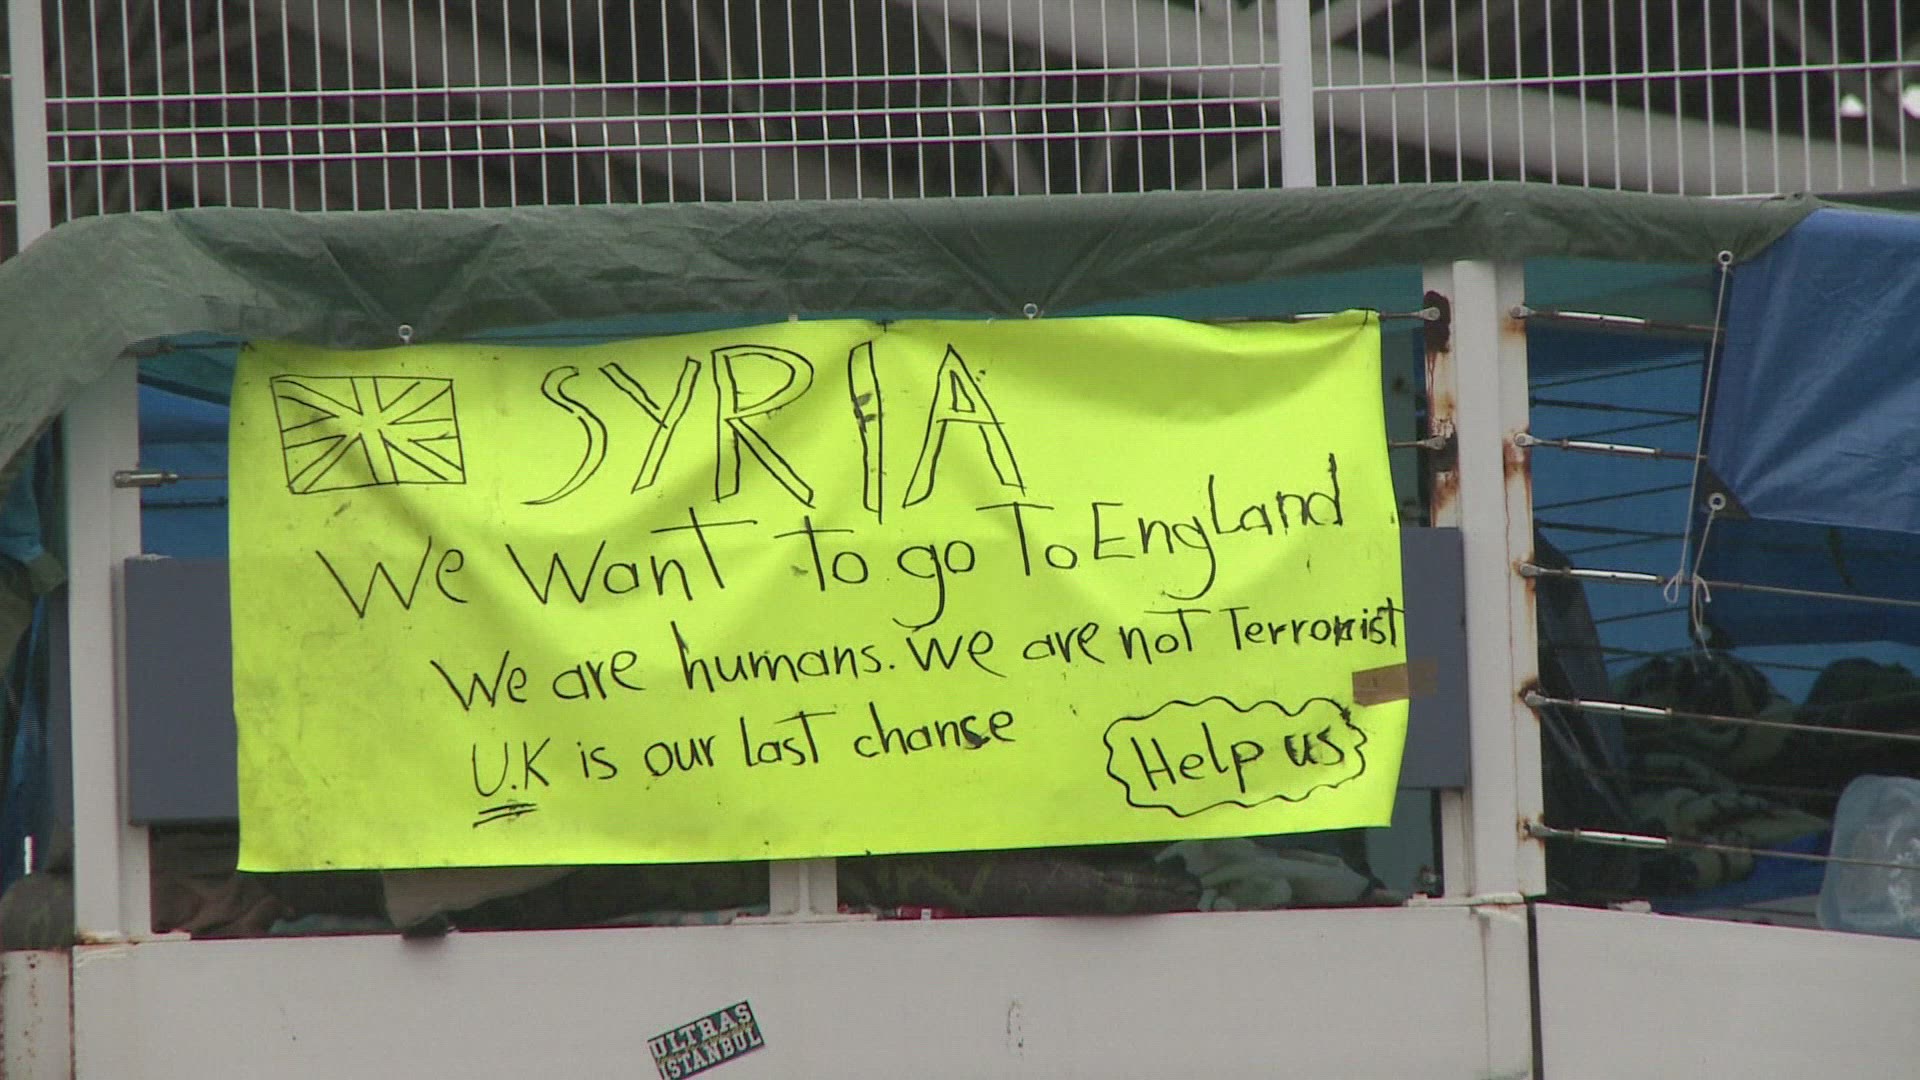 SYRIA
We Want To go To EngLand
We are humans. We are not Terrorist
U.K is our last chanse
Help us
ULTRAS
ISTANBUL